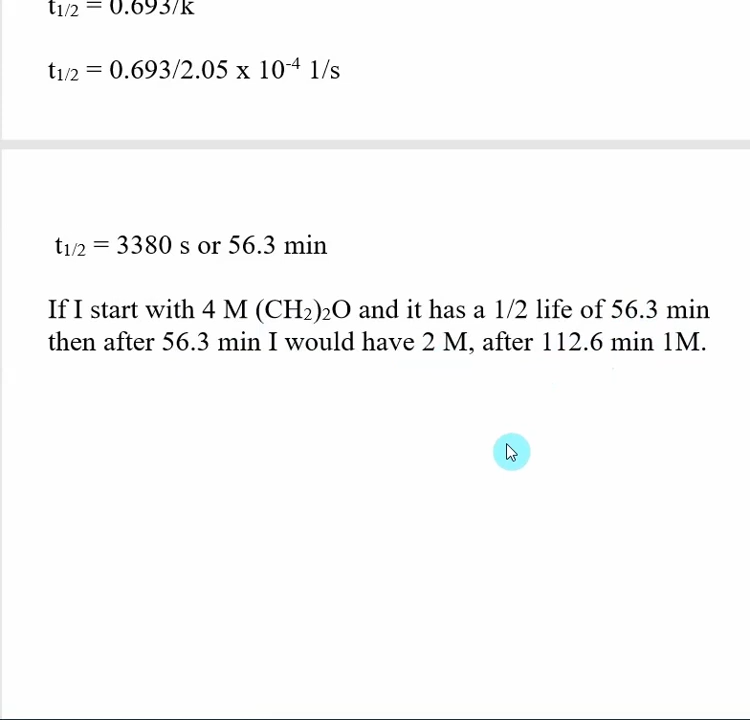 t1/2 = 0.693/k
t1/2 = 0.693/2.05 x 10-4 1/s
t1/2 = 3380 s or 56.3 min
If I start with 4 M (CH2)2O and it has a 1/2 life of 56.3 min
then after 56.3 min I would have 2 M, after 112.6 min 1M.